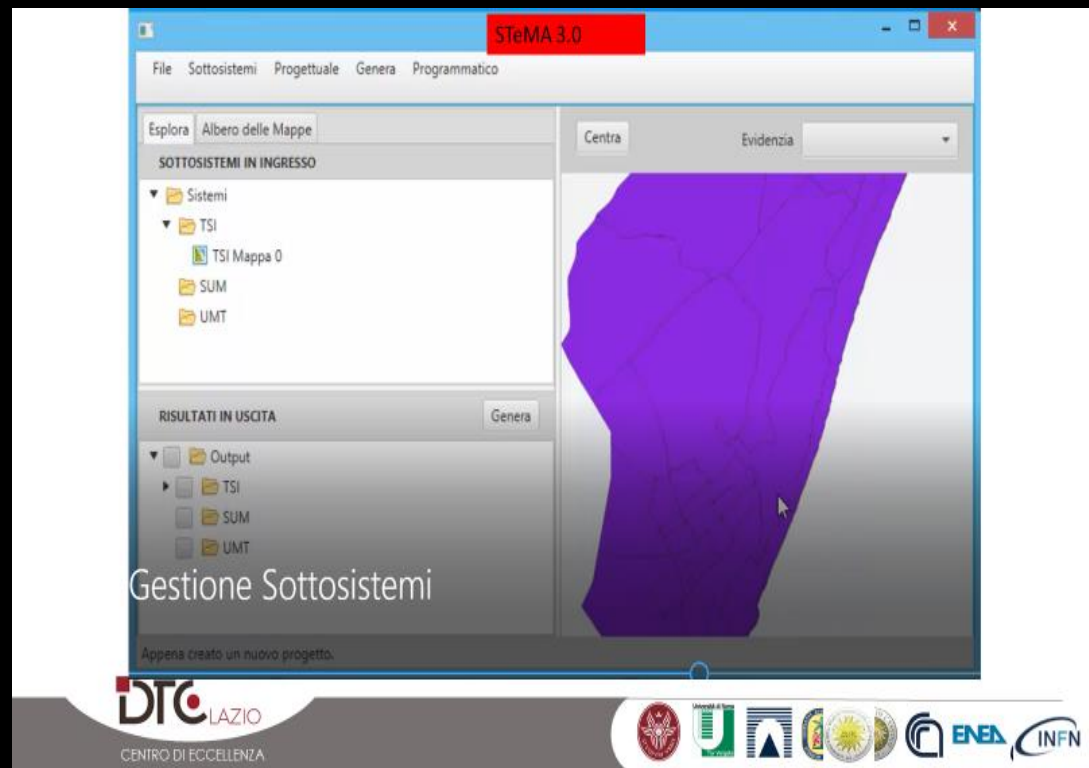 STeMA 3.0
File Sottosistemi Progettuale Genera Programmatico
Esplora Albero delle Mappe
Centra Evidenzia
SOTTOSISTEMI IN INGRESSO
Sistemi
TSI
TSI Mappa 0
SUM
UMT
RISULTATI IN USCITA Genera
Output
TSI
SUM
UMT
Gestione Sottosistemi
Appena creato un nuovo progetto.
DTC LAZIO
CENTRO DI ECCELLENZA
ENEA
INFN